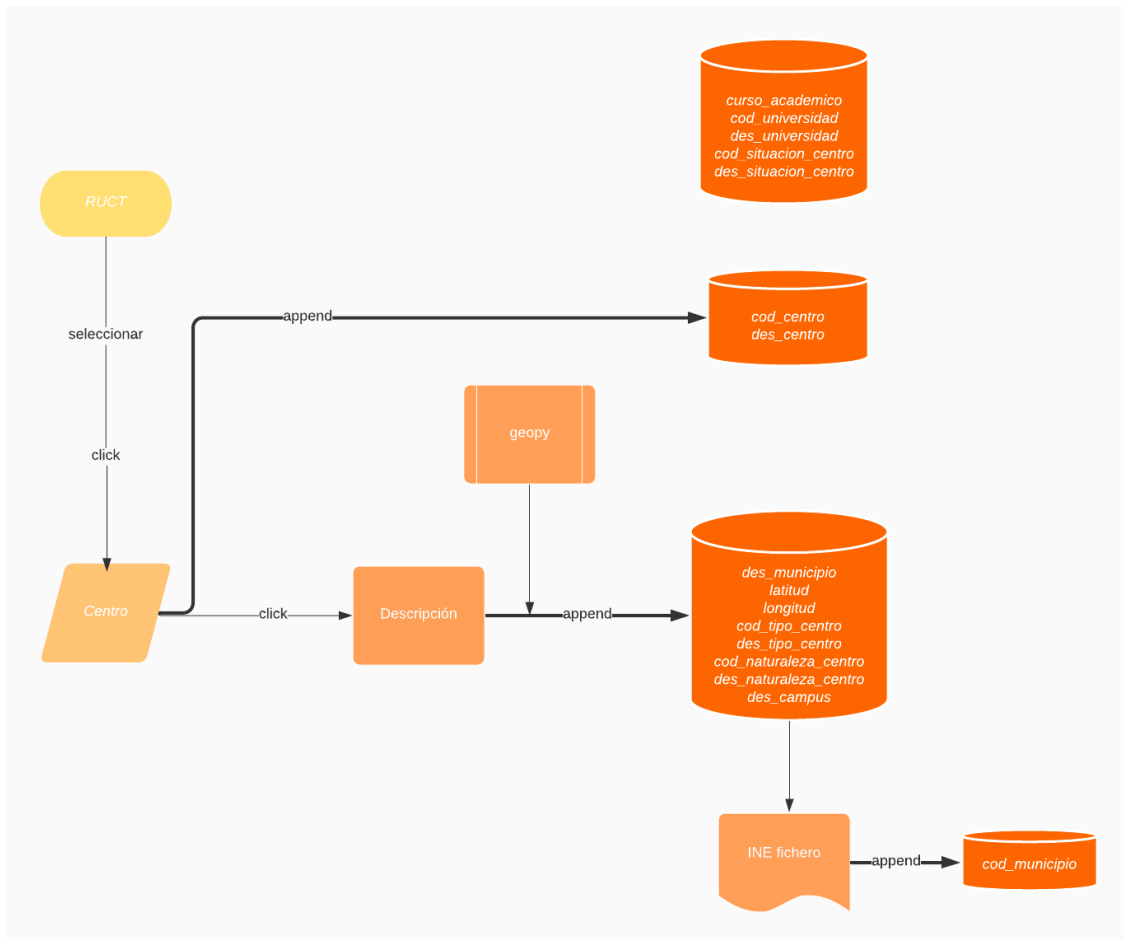 curso_academico
cod_universidad
des_universidad
cod_situacion_centro
des_situacion_centro
RUCT
seleccionar
click
append
cod_centro
des_centro
geopy
Centro
click
Descripción
append
des_municipio
latitud
longitud
cod_tipo_centro
des_tipo_centro
cod_naturaleza_centro
des_naturaleza_centro
des_campus
INE fichero
append
cod_municipio